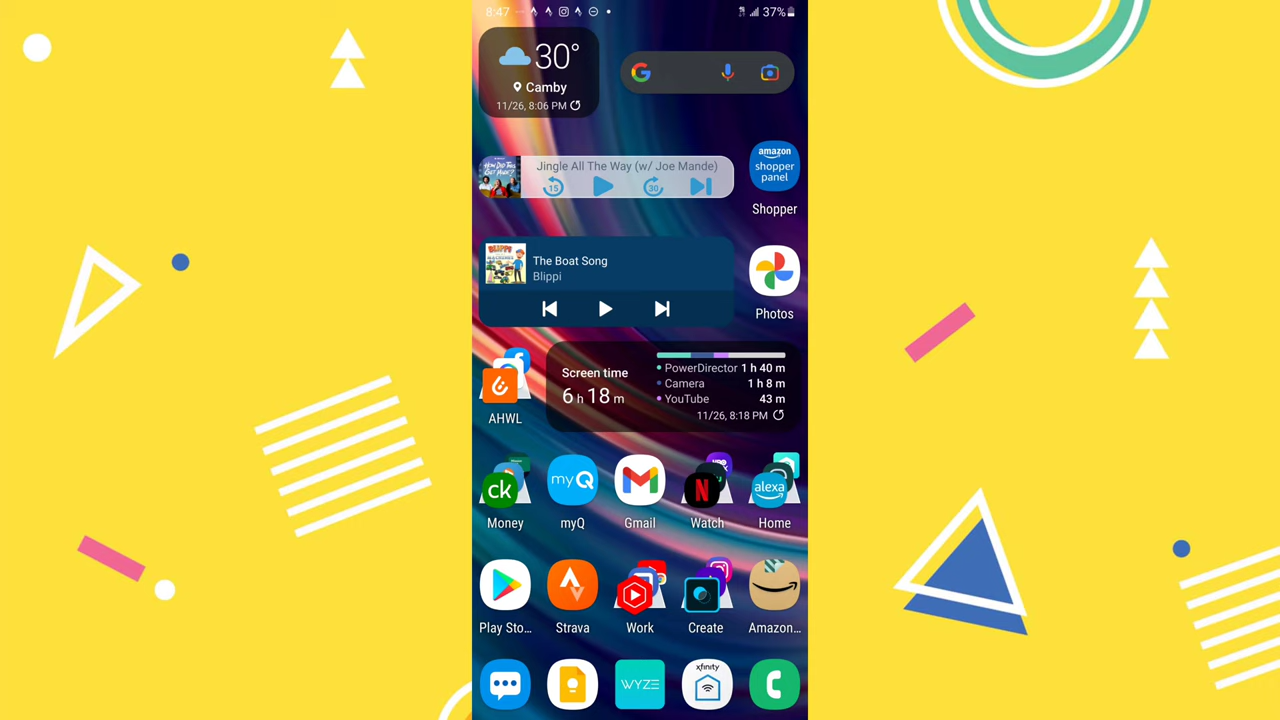 8:47
37%
30°
Camby
11/26, 8:06 PM
Jingle All The Way (w/ Joe Mande)
15
30
amazon
shopper
panel
Shopper
BLIPPI
The Boat Song
Blippi
Photos
Screen time
6 h 18 m
PowerDirector 1 h 40 m
Camera 1 h 8 m
YouTube 43 m
11/26, 8:18 PM
AHWL
ck
myQ
alexa
Money
myQ
Gmail
Watch
Home
Play Sto...
Strava
Work
Create
Amazon...
WYZE
xfinity